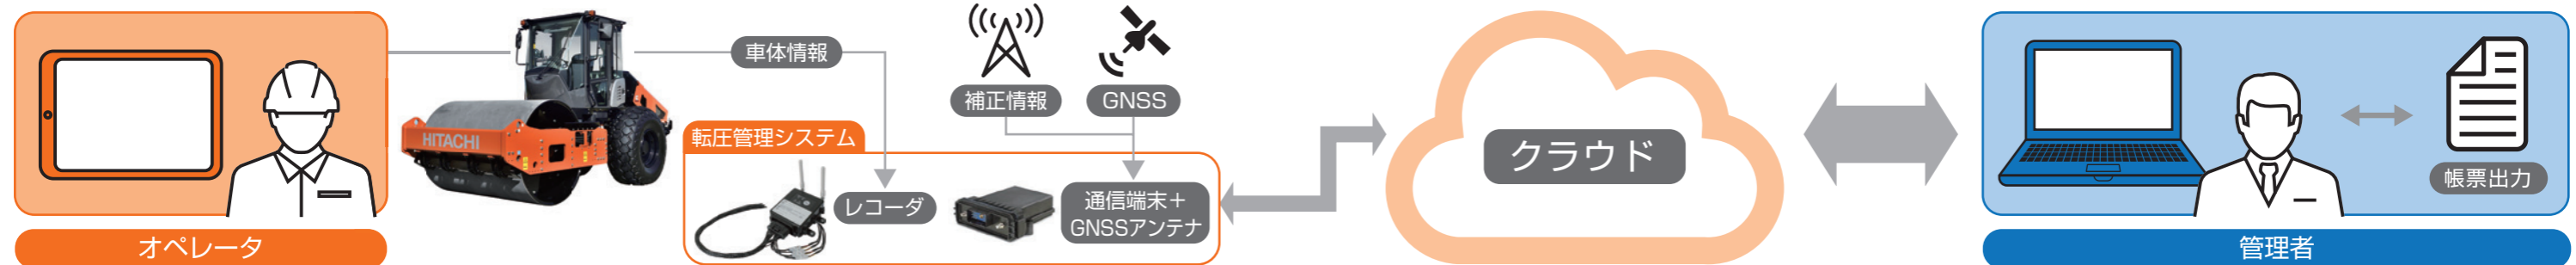 オペレータ
HITACHI
車体情報
補正情報
GNSS
転圧管理システム
レコーダ
通信端末＋
GNSSアンテナ
クラウド
帳票出力
管理者